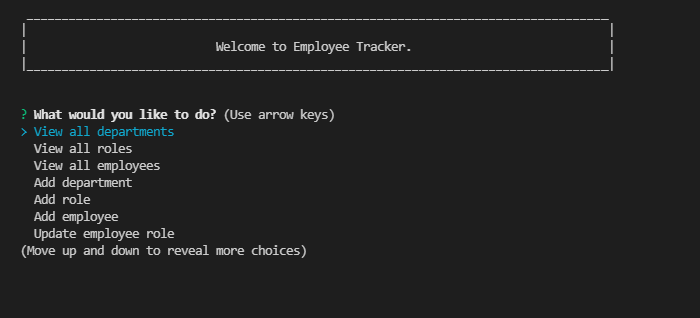 Welcome to Employee Tracker.
? What would you like to do? (Use arrow keys)
> View all departments
View all roles
View all employees
Add department
Add role
Add employee
Update employee role
(Move up and down to reveal more choices)